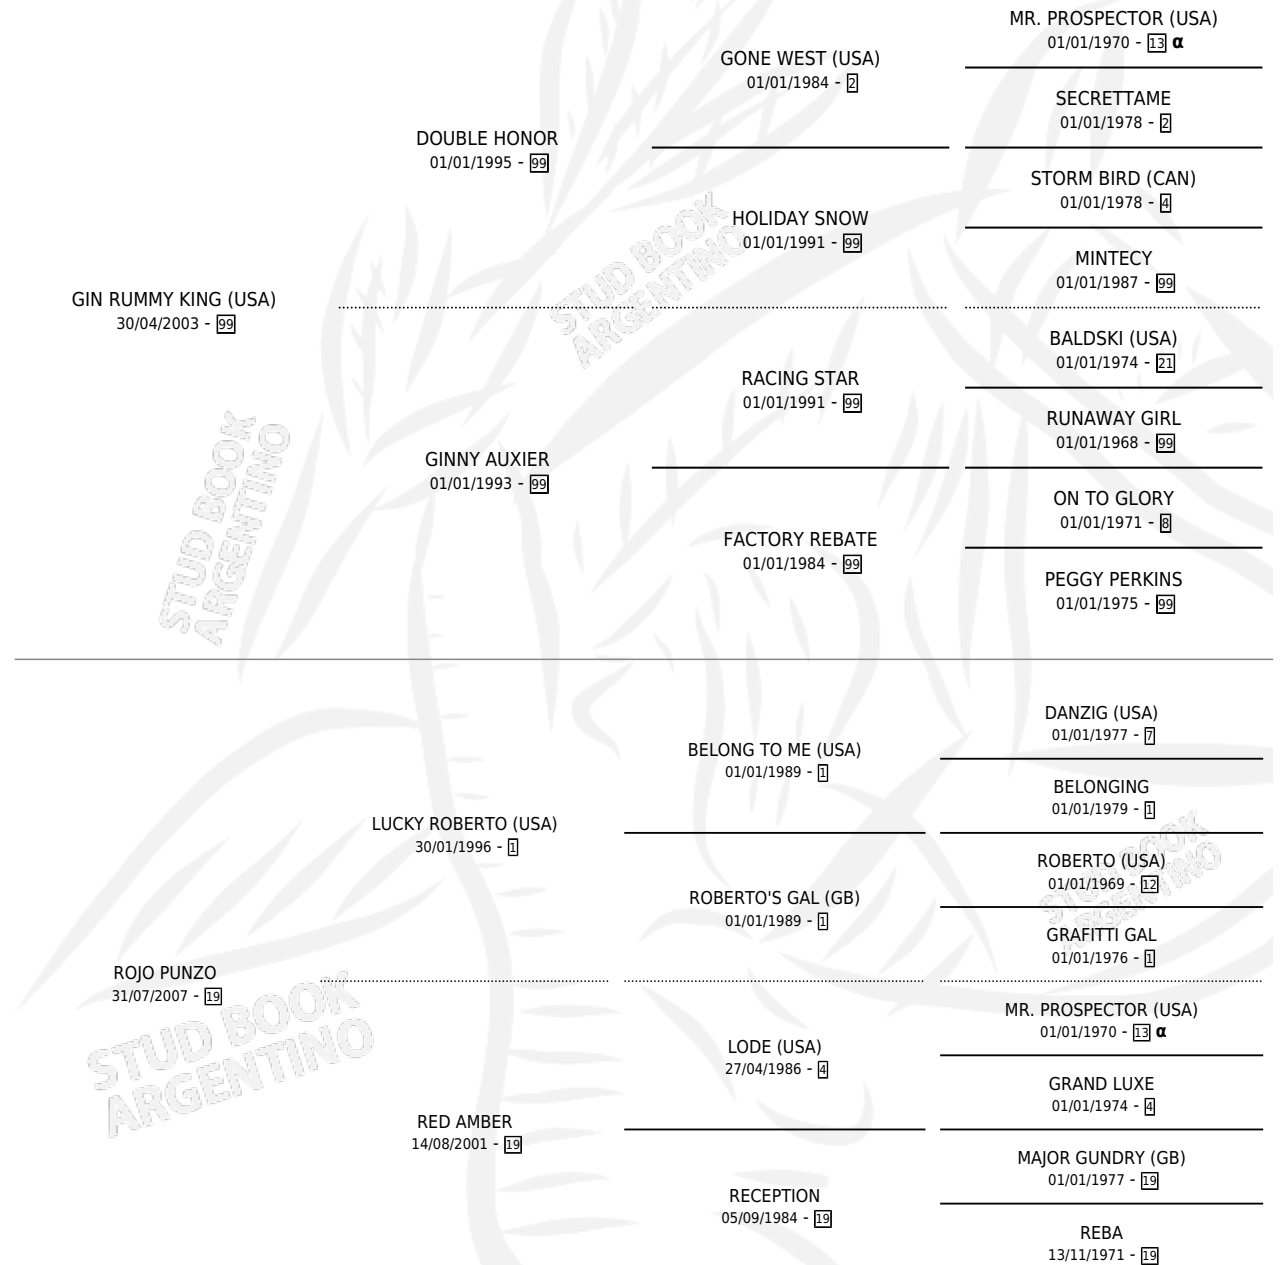 MR. PROSPECTOR (USA)
01/01/1970 - 13 α
GONE WEST (USA)
01/01/1984 - 2
SECRETTAME
01/01/1978 - 2
DOUBLE HONOR
01/01/1995 - 99
STORM BIRD (CAN)
01/01/1978 - 4
HOLIDAY SNOW
01/01/1991 - 99
MINTECY
01/01/1987 - 99
GIN RUMMY KING (USA)
30/04/2003 - 99
BALDSKI (USA)
01/01/1974 - 21
RACING STAR
01/01/1991 - 99
RUNAWAY GIRL
01/01/1968 - 99
GINNY AUXIER
01/01/1993 - 99
ON TO GLORY
01/01/1971 - 8
FACTORY REBATE
01/01/1984 - 99
PEGGY PERKINS
01/01/1975 - 99
STUD BOOK
ARGENTINO
STUD BOOK
ARGENTINO
DANZIG (USA)
01/01/1977 - 7
BELONG TO ME (USA)
01/01/1989 - 1
BELONGING
01/01/1979 - 1
LUCKY ROBERTO (USA)
30/01/1996 - 1
ROBERTO (USA)
01/01/1969 - 12
ROBERTO'S GAL (GB)
01/01/1989 - 1
GRAFITTI GAL
01/01/1976 - 1
ROJO PUNZO
31/07/2007 - 19
MR. PROSPECTOR (USA)
01/01/1970 - 13 α
LODE (USA)
27/04/1986 - 4
GRAND LUXE
01/01/1974 - 4
RED AMBER
14/08/2001 - 19
MAJOR GUNDRY (GB)
01/01/1977 - 19
RECEPTION
05/09/1984 - 19
REBA
13/11/1971 - 19
STUD BOOK
ARGENTINO
STUD BOOK
ARGENTINO